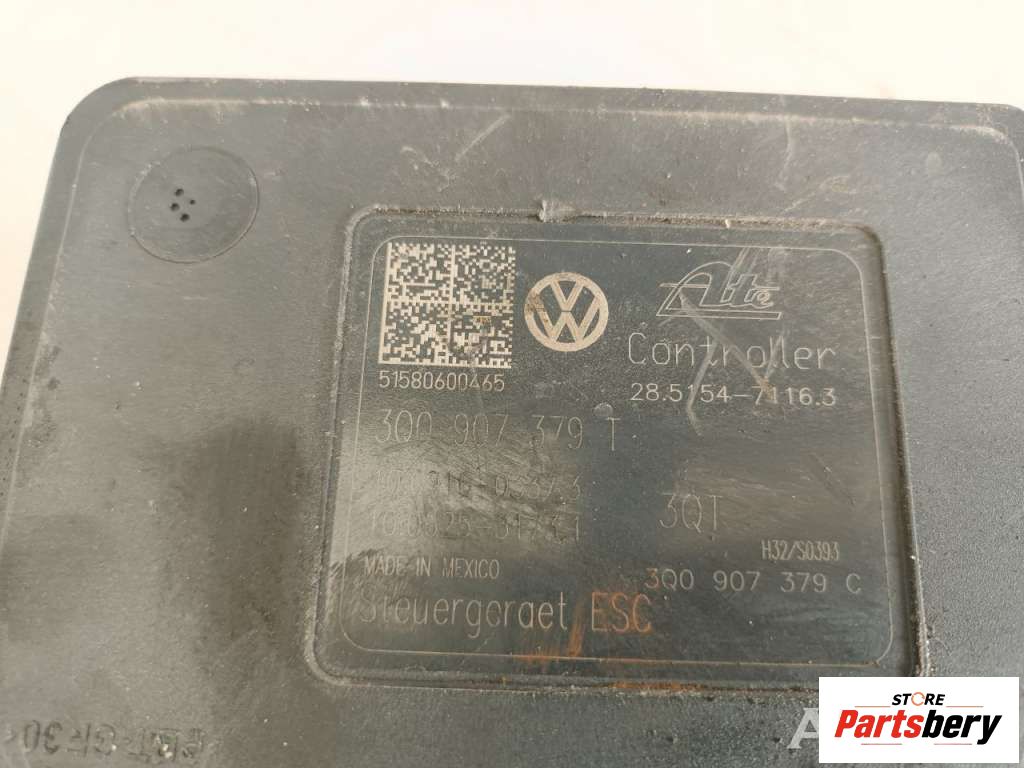 Ate
Controller
51580600465
28.5154-7116.3
3Q0 907 379 T
3QT
H32/S0393
MADE IN MEXICO
3Q0 907 379 C
Steuergeraet ESC
STORE
Partsbery